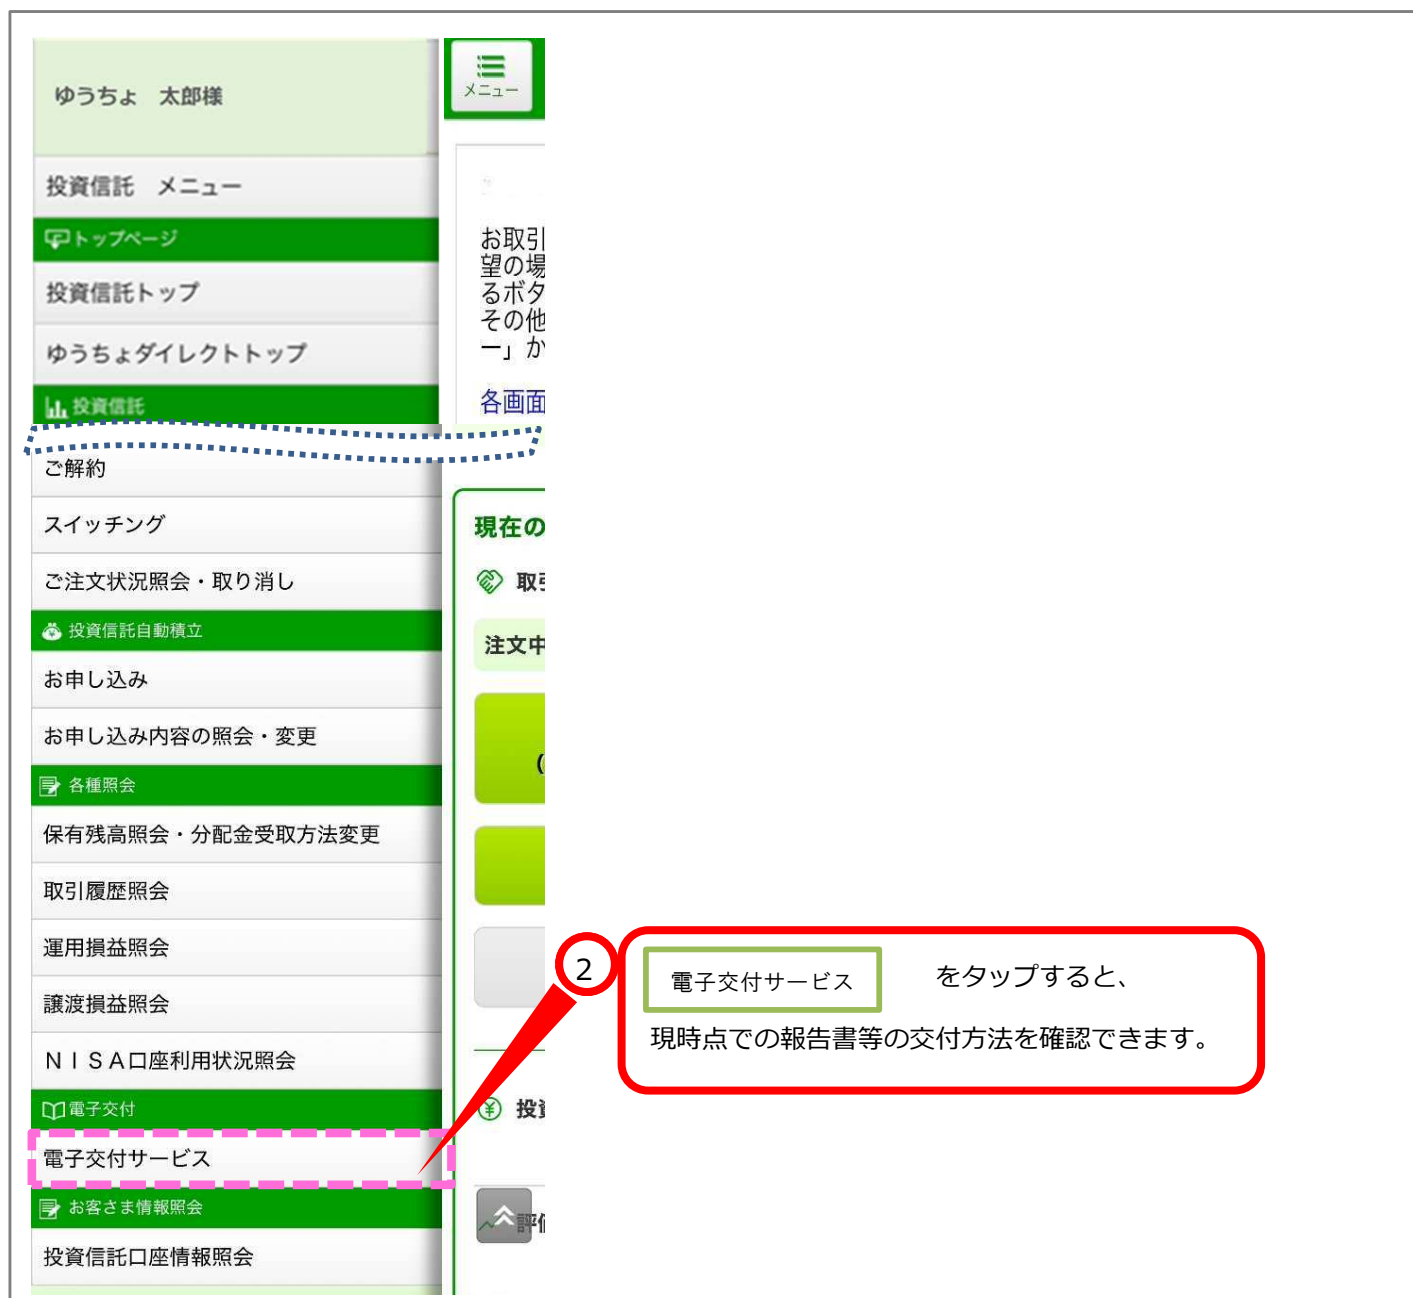 ゆうちょ　太郎様
投資信託　メニュー
トップページ
投資信託トップ
ゆうちょダイレクトトップ
投資信託
ご解約
スイッチング
ご注文状況照会・取り消し
投資信託自動積立
お申し込み
お申し込み内容の照会・変更
各種照会
保有残高照会・分配金受取方法変更
取引履歴照会
運用損益照会
譲渡損益照会
ＮＩＳＡ口座利用状況照会
電子交付
電子交付サービス
お客さま情報照会
投資信託口座情報照会
メニュー
お取引
望の場
るボタ
その他
ー」か
各画面
現在の
取
注文中
(
投
評
2
電子交付サービス　をタップすると、
現時点での報告書等の交付方法を確認できます。